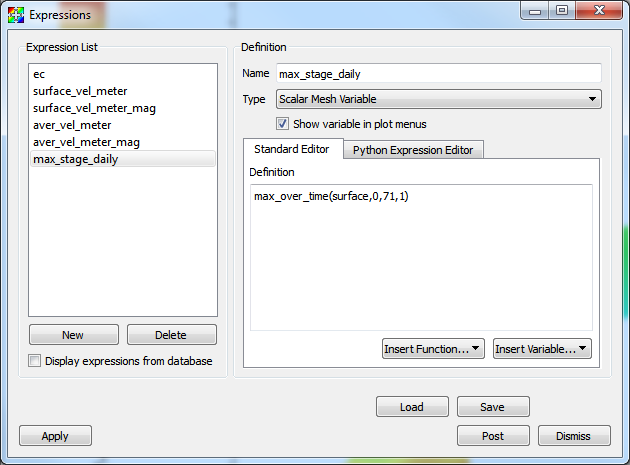 Expressions
Expression List
ec
surface_vel_meter
surface_vel_meter_mag
aver_vel_meter
aver_vel_meter_mag
max_stage_daily
New
Delete
Display expressions from database
Definition
Name max_stage_daily
Type Scalar Mesh Variable
Show variable in plot menus
Standard Editor Python Expression Editor
Definition
max_over_time(surface,0,71,1)
Insert Function... Insert Variable...
Load Save
Apply Post Dismiss